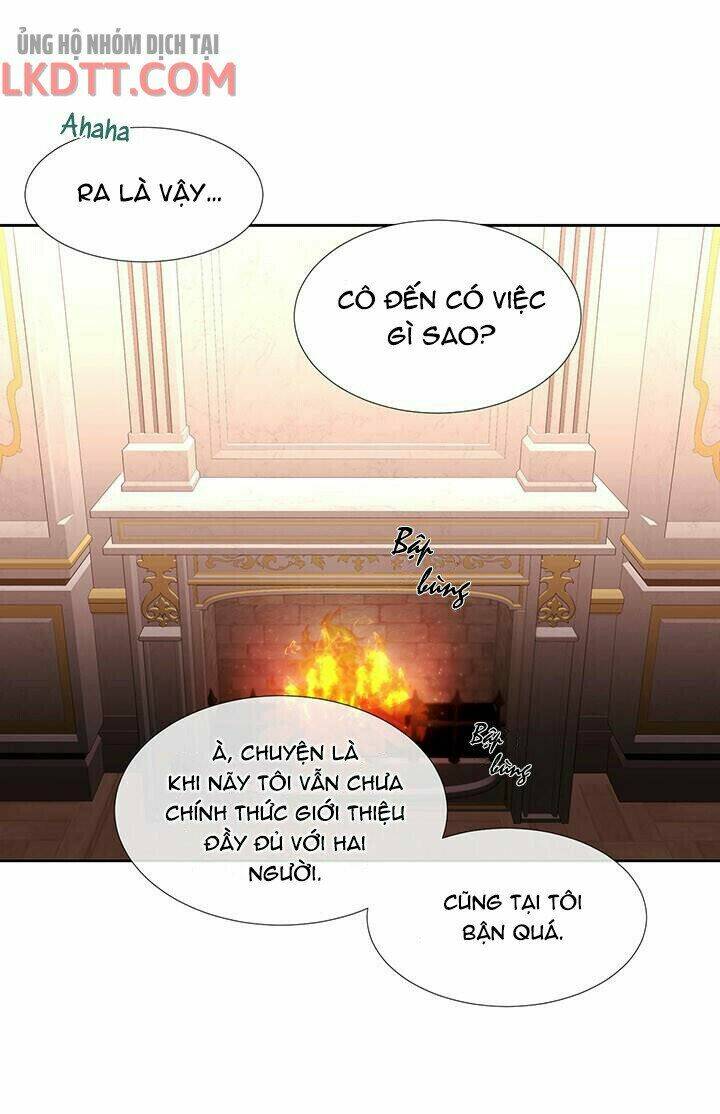 ỦNG HỘ NHÓM DỊCH TẠI
LKDTT.COM
Ahaha
RA LÀ VẬY...
CÔ ĐẾN CÓ VIỆC
GÌ SAO?
Bập
bùng
Bập
bùng
À, CHUYỆN LÀ
KHI NÃY TÔI VẪN CHƯA
CHÍNH THỨC GIỚI THIỆU
ĐẦY ĐỦ VỚI HAI
NGƯỜI.
CŨNG TẠI TÔI
BẬN QUÁ.